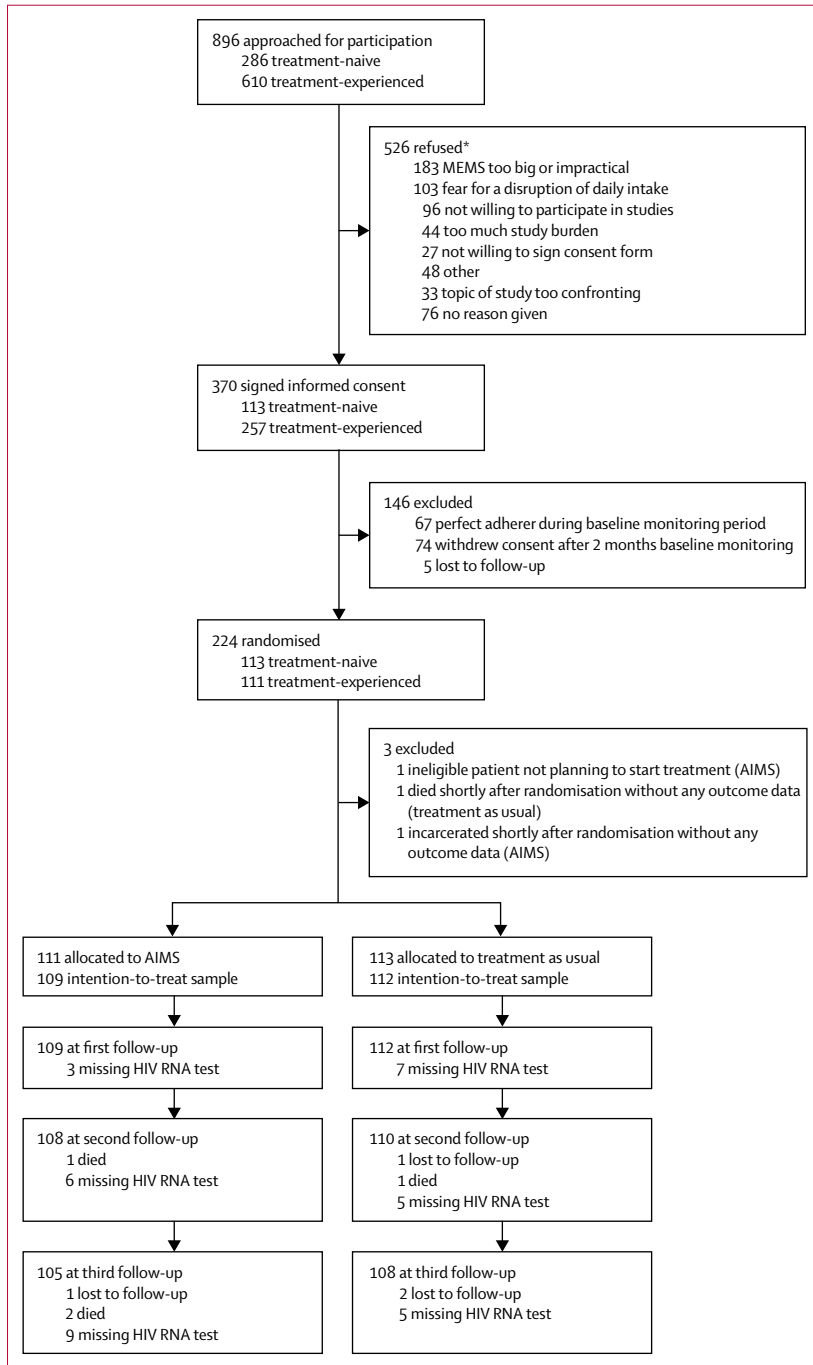 896 approached for participation
286 treatment-naive
610 treatment-experienced
526 refused*
183 MEMS too big or impractical
103 fear for a disruption of daily intake
96 not willing to participate in studies
44 too much study burden
27 not willing to sign consent form
48 other
33 topic of study too confronting
76 no reason given
370 signed informed consent
113 treatment-naive
257 treatment-experienced
146 excluded
67 perfect adherer during baseline monitoring period
74 withdrew consent after 2 months baseline monitoring
5 lost to follow-up
224 randomised
113 treatment-naive
111 treatment-experienced
3 excluded
1 ineligible patient not planning to start treatment (AIMS)
1 died shortly after randomisation without any outcome data
(treatment as usual)
1 incarcerated shortly after randomisation without any
outcome data (AIMS)
111 allocated to AIMS
109 intention-to-treat sample
113 allocated to treatment as usual
112 intention-to-treat sample
109 at first follow-up
3 missing HIV RNA test
112 at first follow-up
7 missing HIV RNA test
108 at second follow-up
1 died
6 missing HIV RNA test
110 at second follow-up
1 lost to follow-up
1 died
5 missing HIV RNA test
105 at third follow-up
1 lost to follow-up
2 died
9 missing HIV RNA test
108 at third follow-up
2 lost to follow-up
5 missing HIV RNA test